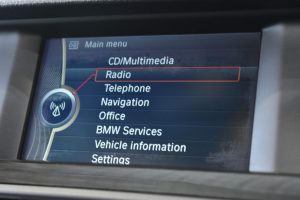 Main menu
CD/Multimedia
Radio
Telephone
Navigation
Office
BMW Services
Vehicle information
Settings